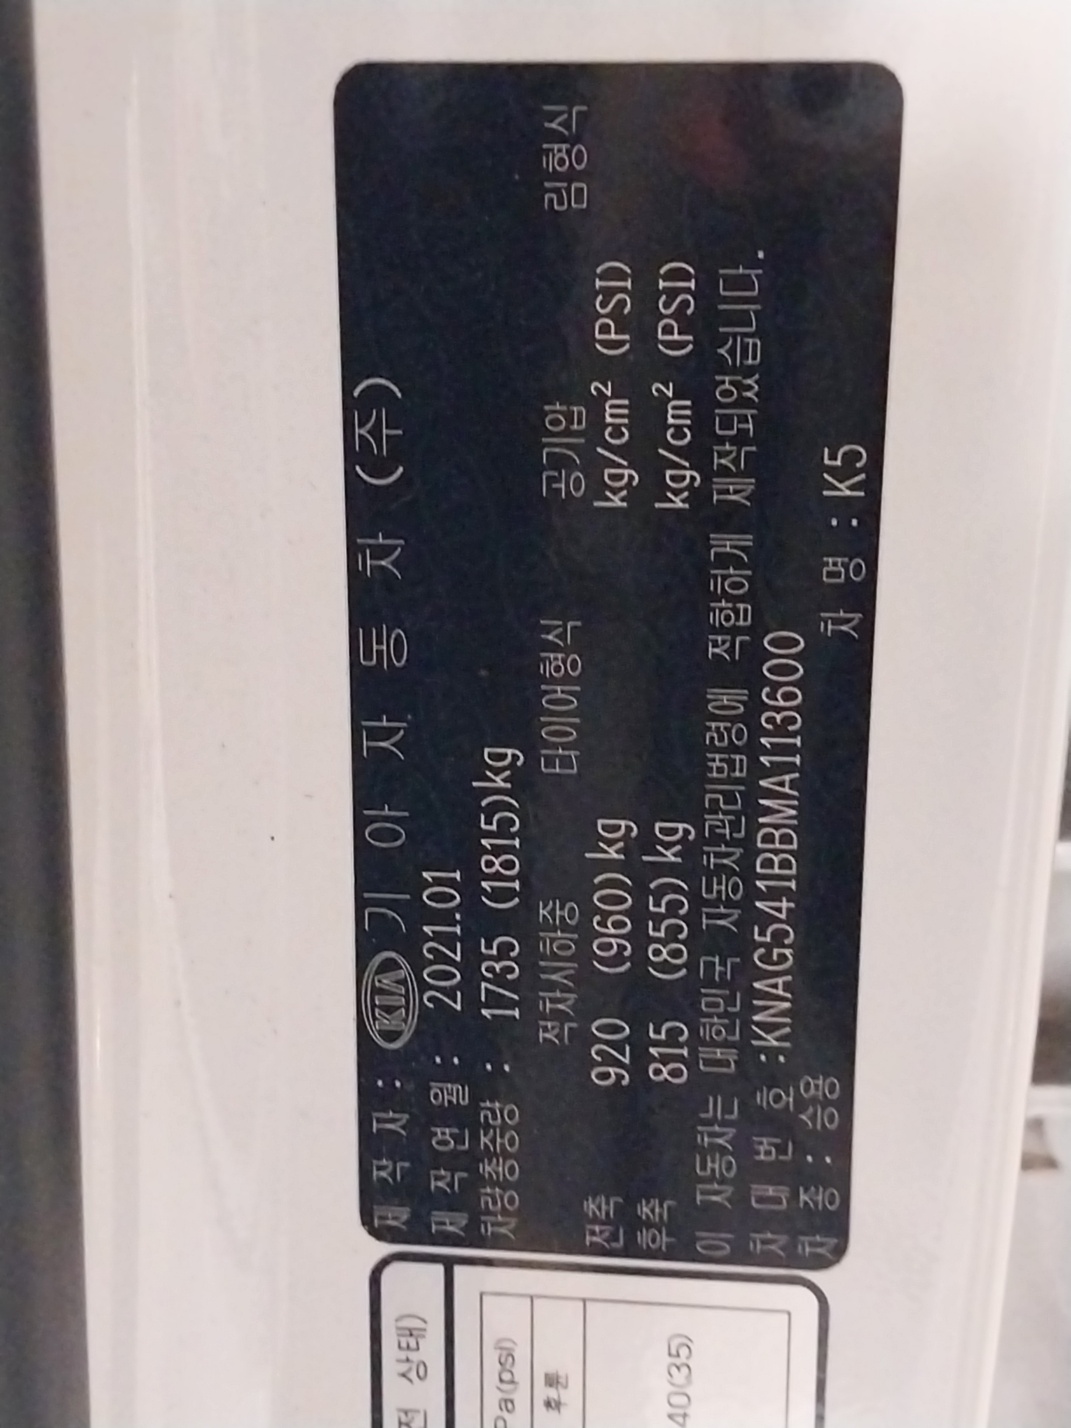 제 작 자 : KIA 기 아 자 동 차 (주)
제 작 연 월 : 2021.01
차량총중량 : 1735 (1815)kg
적차시하중 타이어형식 공기압 림형식
전축 920 (960)kg kg/cm² (PSI)
후축 815 (855)kg kg/cm² (PSI)
이 자동차는 대한민국 자동차관리법령에 적합하게 제작되었습니다.
차 대 번 호 :KNAG541BBMA113600
차 종 : 승용 차 명 : K5
전 상태)
Pa(psi)
후륜
40(35)